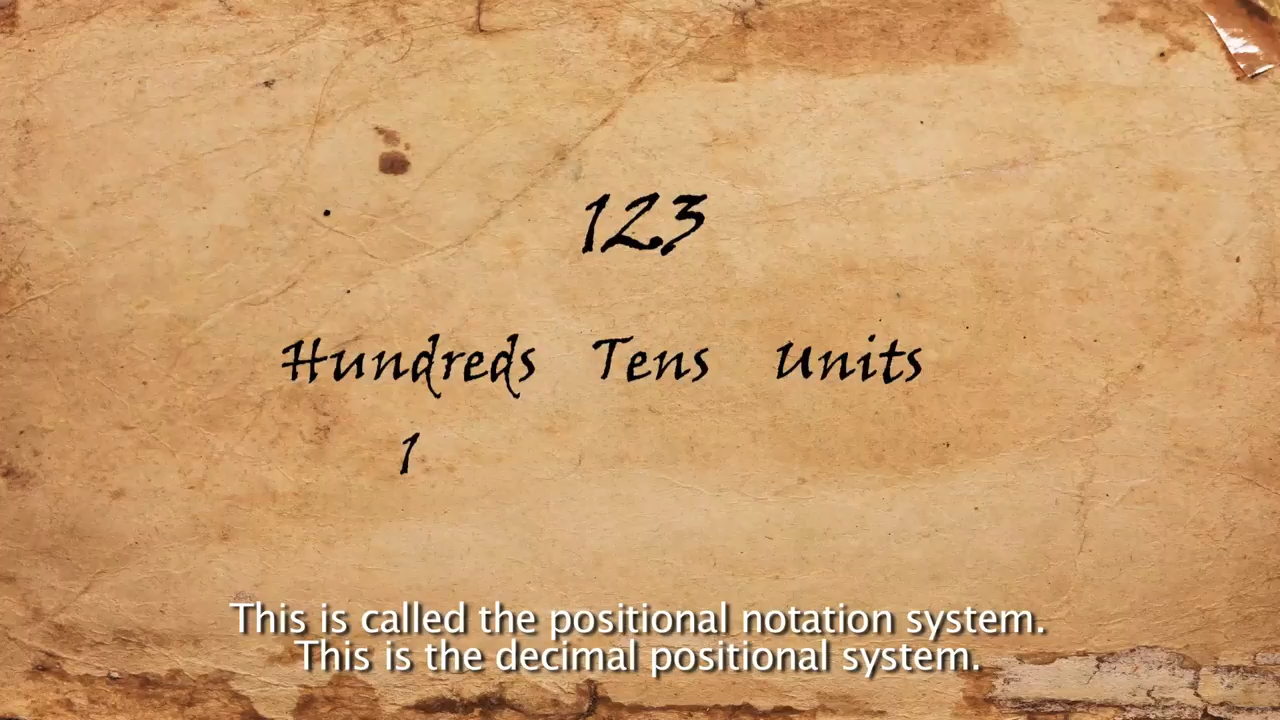 123
Hundreds Tens Units
1
This is called the positional notation system.
This is the decimal positional system.